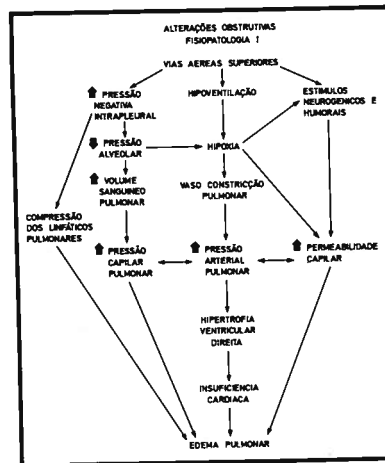 ALTERAÇÕES OBSTRUTIVAS
FISIOPATOLOGIA I
VIAS AEREAS SUPERIORES
PRESSÃO
NEGATIVA
INTRAPLEURAL
HIPOVENTILAÇÃO
ESTIMULOS
NEUROGENICOS E
HUMORAIS
PRESSÃO
ALVEOLAR
HIPOXIA
VOLUME
SANGUINEO
PULMONAR
VASO CONSTRICÇÃO
PULMONAR
COMPRESSÃO
DOS LINFÁTICOS
PULMONARES
PRESSÃO
CAPILAR
PULMONAR
PRESSÃO
ARTERIAL
PULMONAR
PERMEABILIDADE
CAPILAR
HIPERTROFIA
VENTRICULAR
DIREITA
INSUFICIENCIA
CARDIACA
EDEMA PULMONAR